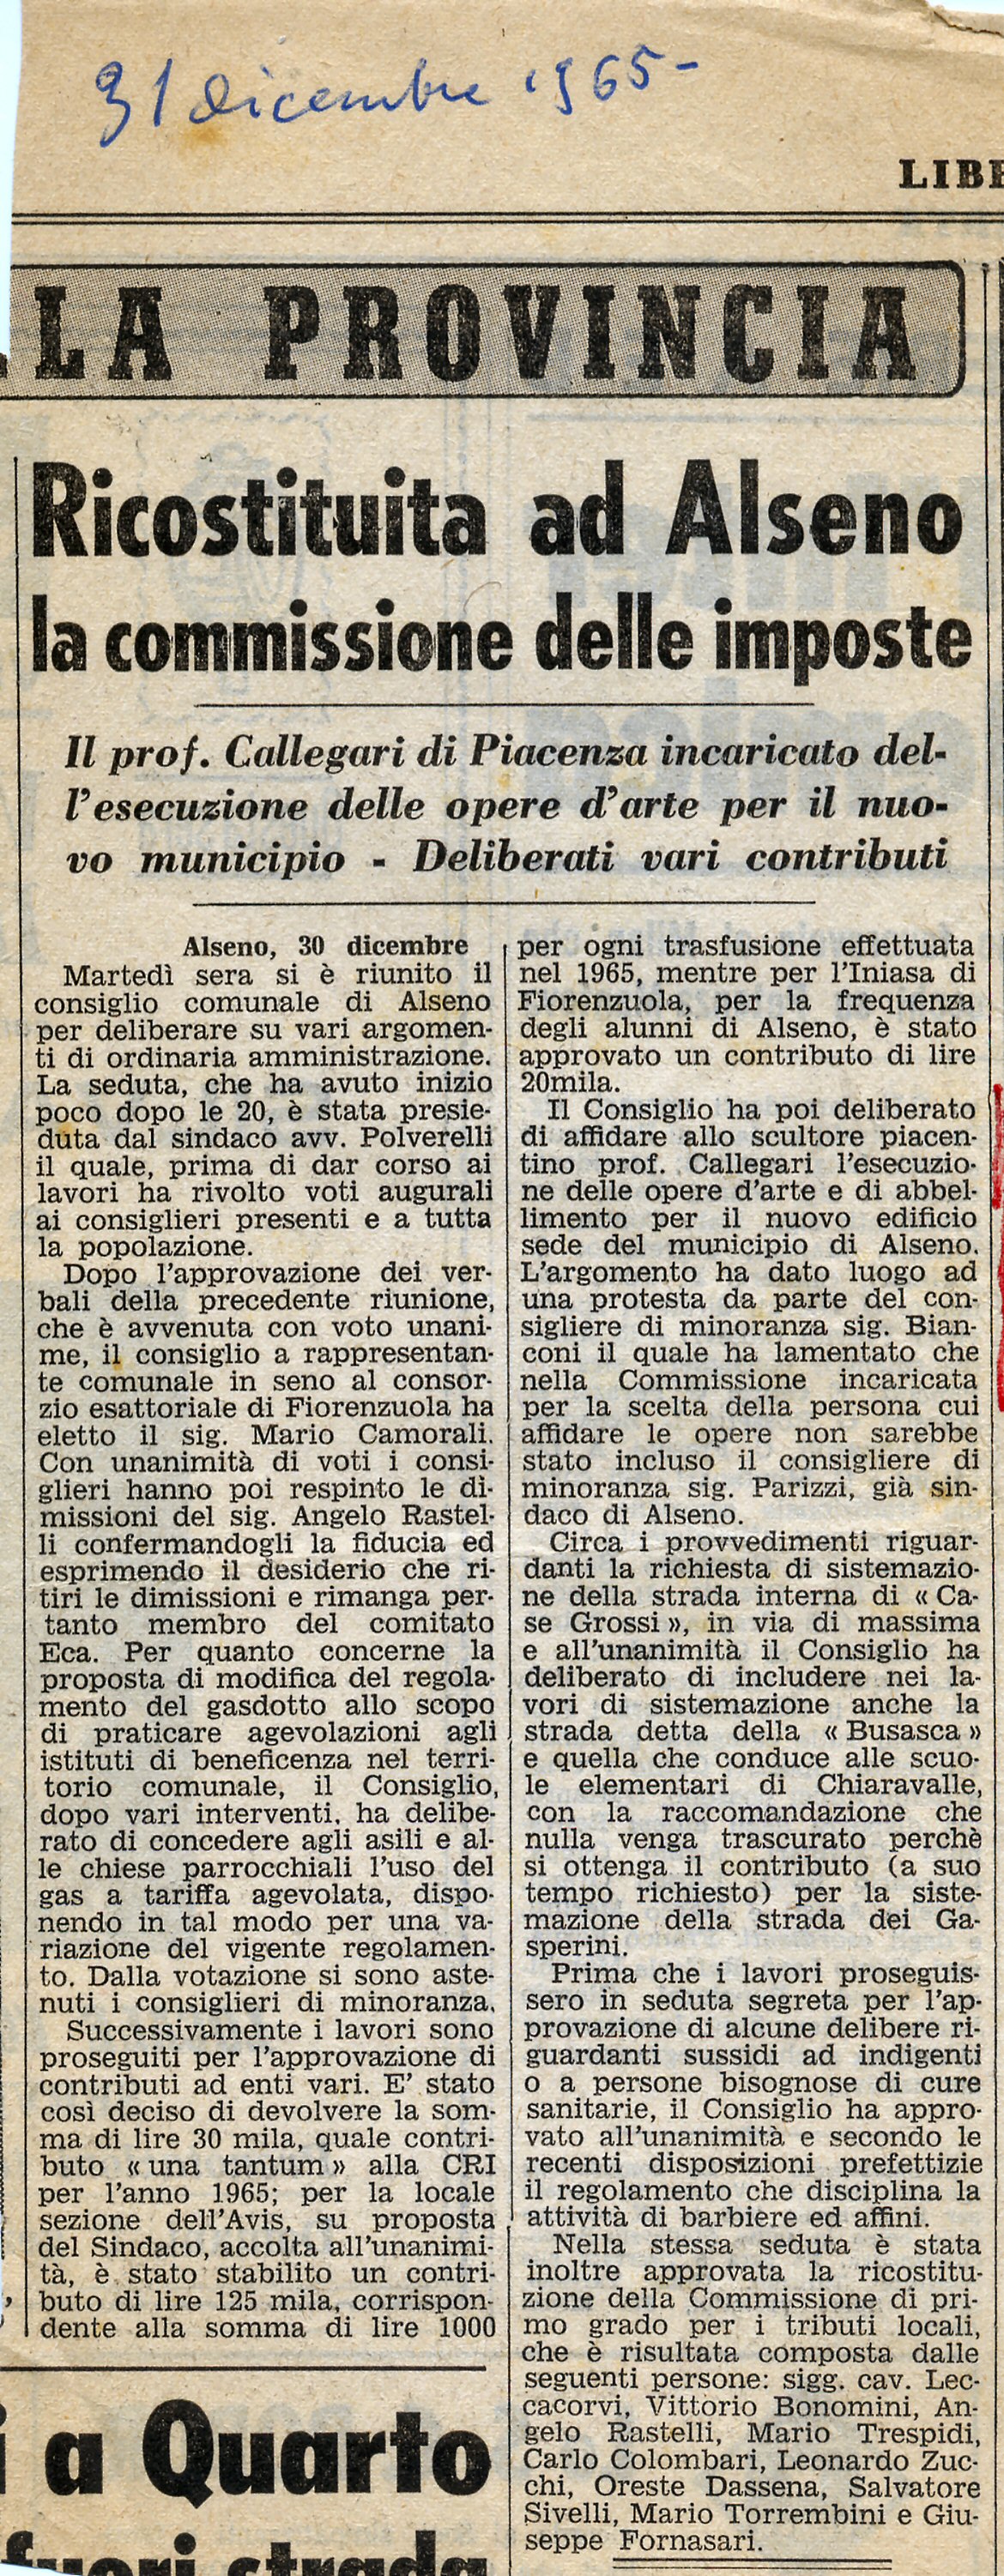 31 dicembre 1965-
LIBE
LA PROVINCIA
Ricostituita ad Alseno
la commissione delle imposte
Il prof. Callegari di Piacenza incaricato del-
l'esecuzione delle opere d'arte per il nuo-
vo municipio - Deliberati vari contributi
Alseno, 30 dicembre
Martedì sera si è riunito il
consiglio comunale di Alseno
per deliberare su vari argomen-
ti di ordinaria amministrazione.
La seduta, che ha avuto inizio
poco dopo le 20, è stata presie-
duta dal sindaco avv. Polverelli
il quale, prima di dar corso ai
lavori ha rivolto voti augurali
ai consiglieri presenti e a tutta
la popolazione.
Dopo l'approvazione dei ver-
bali della precedente riunione,
che è avvenuta con voto unani-
me, il consiglio a rappresentan-
te comunale in seno al consor-
zio esattoriale di Fiorenzuola ha
eletto il sig. Mario Camorali.
Con unanimità di voti i consi-
glieri hanno poi respinto le di-
missioni del sig. Angelo Rastel-
li confermandogli la fiducia ed
esprimendo il desiderio che ri-
tiri le dimissioni e rimanga per-
tanto membro del comitato
Eca. Per quanto concerne la
proposta di modifica del regola-
mento del gasdotto allo scopo
di praticare agevolazioni agli
istituti di beneficenza nel terri-
torio comunale, il Consiglio,
dopo vari interventi, ha delibe-
rato di concedere agli asili e al-
le chiese parrocchiali l'uso del
gas a tariffa agevolata, dispo-
nendo in tal modo per una va-
riazione del vigente regolamen-
to. Dalla votazione si sono aste-
nuti i consiglieri di minoranza.
Successivamente i lavori sono
proseguiti per l'approvazione di
contributi ad enti vari. E' stato
così deciso di devolvere la som-
ma di lire 30 mila, quale contri-
buto « una tantum » alla CRI
per l'anno 1965; per la locale
sezione dell'Avis, su proposta
del Sindaco, accolta all'unanimi-
tà, è stato stabilito un contri-
buto di lire 125 mila, corrispon-
dente alla somma di lire 1000
per ogni trasfusione effettuata
nel 1965, mentre per l'Iniasa di
Fiorenzuola, per la frequenza
degli alunni di Alseno, è stato
approvato un contributo di lire
20mila.
Il Consiglio ha poi deliberato
di affidare allo scultore piacen-
tino prof. Callegari l'esecuzio-
ne delle opere d'arte e di abbel-
limento per il nuovo edificio
sede del municipio di Alseno.
L'argomento ha dato luogo ad
una protesta da parte del con-
sigliere di minoranza sig. Bian-
coni il quale ha lamentato che
nella Commissione incaricata
per la scelta della persona cui
affidare le opere non sarebbe
stato incluso il consigliere di
minoranza sig. Parizzi, già sin-
daco di Alseno.
Circa i provvedimenti riguar-
danti la richiesta di sistemazio-
ne della strada interna di « Ca-
se Grossi », in via di massima
e all'unanimità il Consiglio ha
deliberato di includere nei la-
vori di sistemazione anche la
strada detta della « Busasca »
e quella che conduce alle scuo-
le elementari di Chiaravalle,
con la raccomandazione che
nulla venga trascurato perchè
si ottenga il contributo (a suo
tempo richiesto) per la siste-
mazione della strada dei Ga-
sperini.
Prima che i lavori proseguis-
sero in seduta segreta per l'ap-
provazione di alcune delibere ri-
guardanti sussidi ad indigenti
o a persone bisognose di cure
sanitarie, il Consiglio ha appro-
vato all'unanimità e secondo le
recenti disposizioni prefettizie
il regolamento che disciplina la
attività di barbiere ed affini.
Nella stessa seduta è stata
inoltre approvata la ricostitu-
zione della Commissione di pri-
mo grado per i tributi locali,
che è risultata composta dalle
seguenti persone: sigg. cav. Lec-
cacorvi, Vittorio Bonomini, An-
gelo Rastelli, Mario Trespidi,
Carlo Colombari, Leonardo Zuc-
chi, Oreste Dassena, Salvatore
Sivelli, Mario Torrembini e Giu-
seppe Fornasari.
i a Quarto
fuori strada